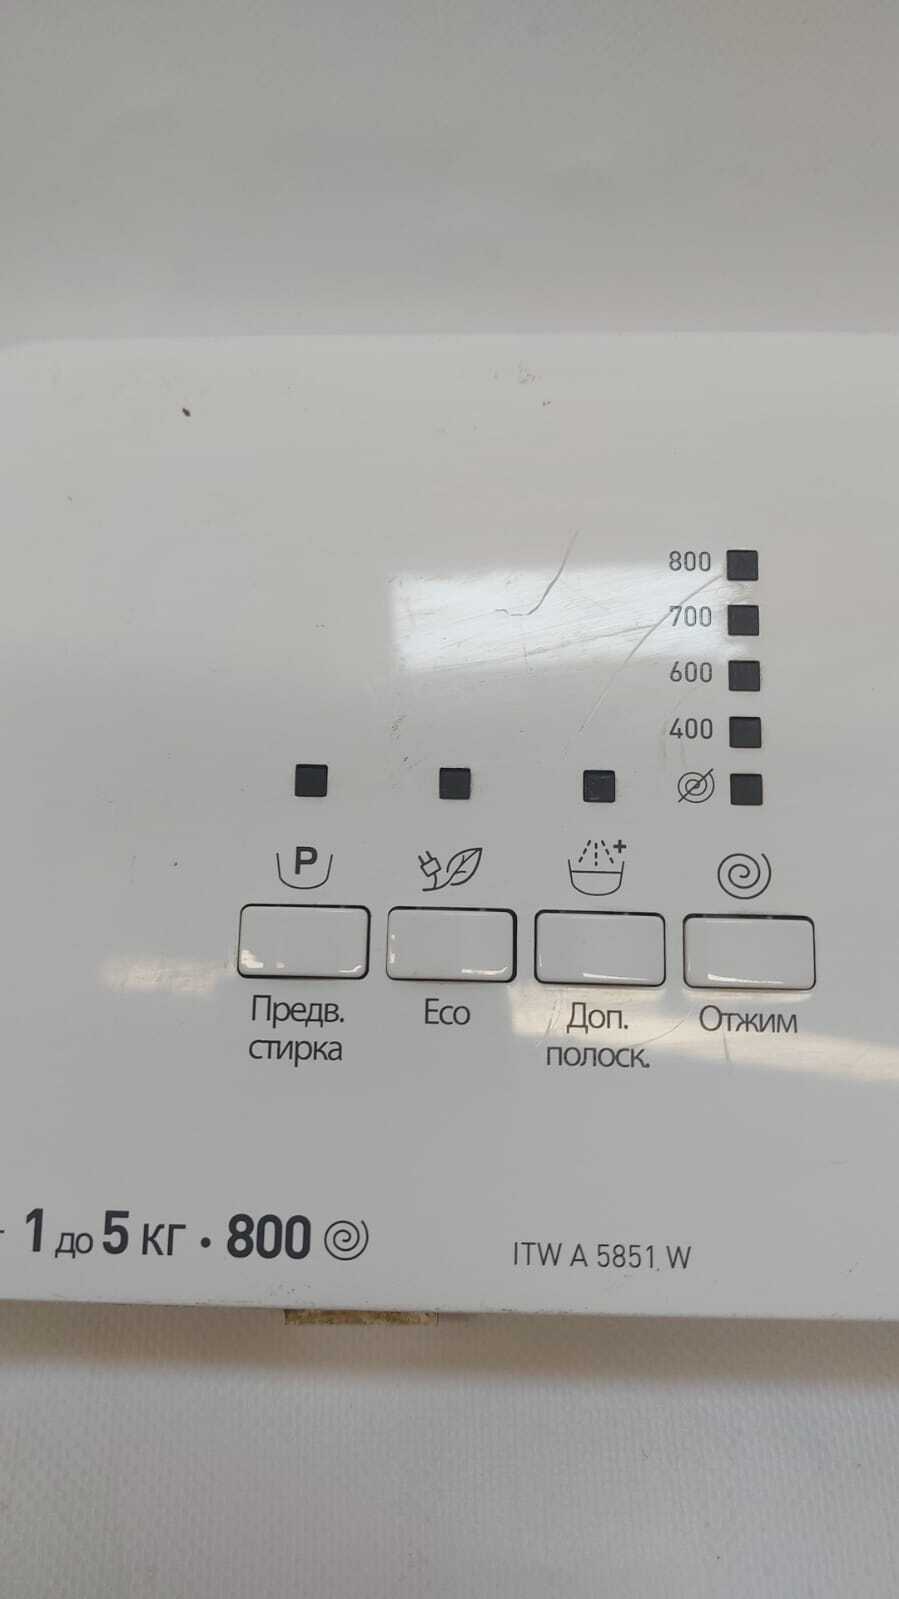 800
700
600
400
P
Предв.
стирка
Eco
Доп.
полоск.
Отжим
1 до 5 кг · 800
ITW A 5851 W